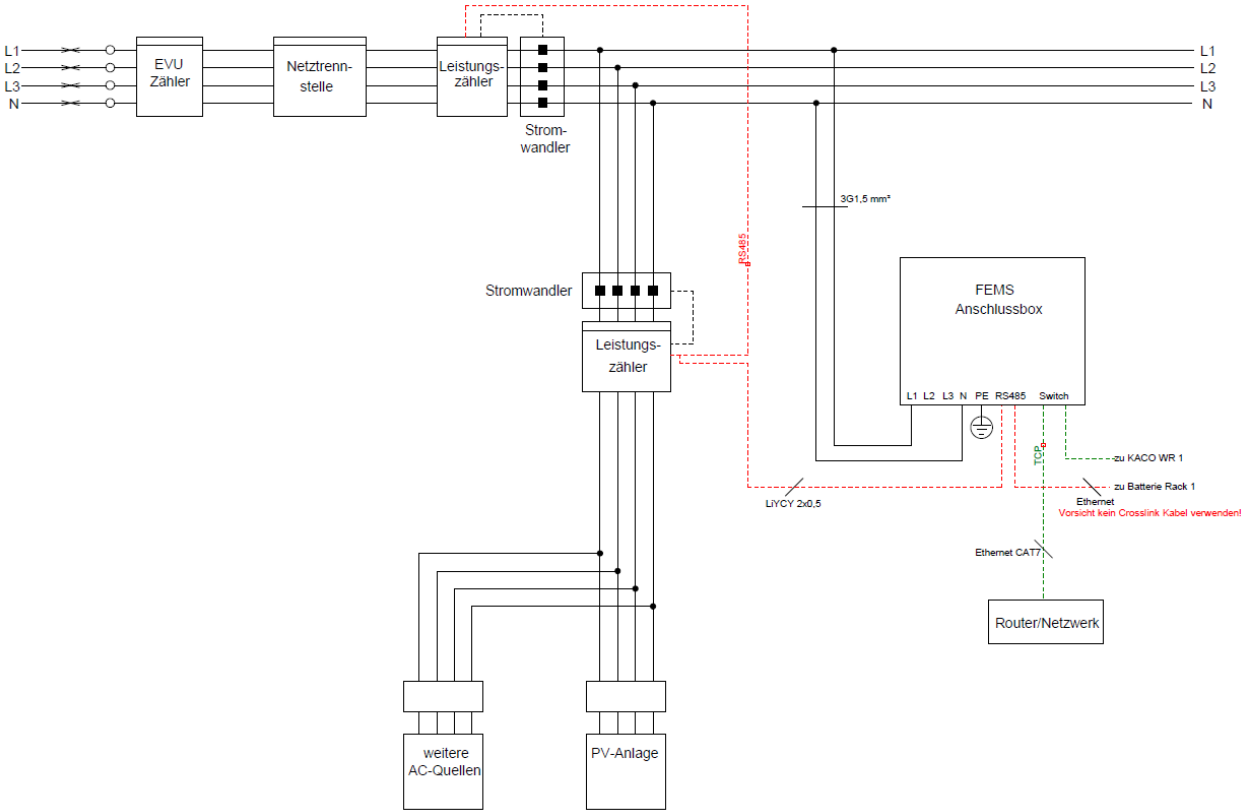 L1
L2
L3
N
EVU
Zähler
Netztrenn-
stelle
Leistungs-
zähler
Strom-
wandler
L1
L2
L3
N
3G1,5 mm²
RS485
Stromwandler
Leistungs-
zähler
FEMS
Anschlussbox
L1 L2 L3 N PE RS485 Switch
TCP
zu KACO WR 1
zu Batterie Rack 1
Ethernet
Vorsicht kein Crosslink Kabel verwenden!
LiYCY 2x0,5
Ethernet CAT7
Router/Netzwerk
weitere
AC-Quellen
PV-Anlage